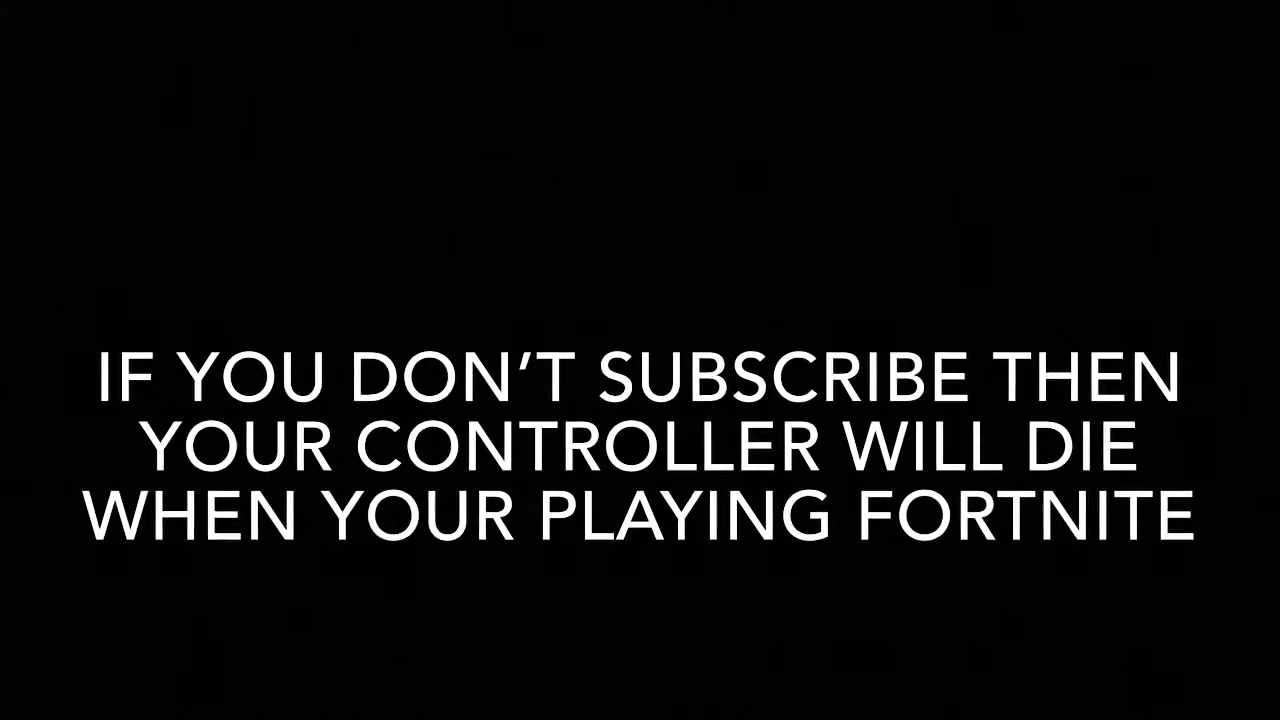 IF YOU DON’T SUBSCRIBE THEN
YOUR CONTROLLER WILL DIE
WHEN YOUR PLAYING FORTNITE